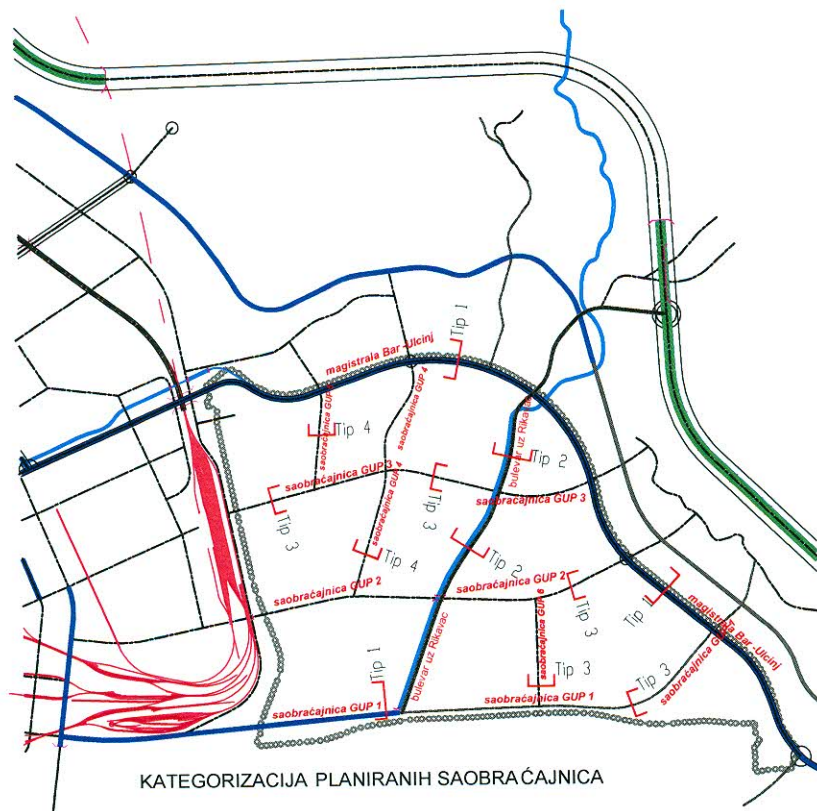 Tip 1
magistrala Bar -Ulcinj
saobraćajnica GUP 4
Tip 4
bulevar uz Rikavac
Tip 2
saobraćajnica GUP 3
saobraćajnica GUP 4
Tip 3
saobraćajnica GUP 3
Tip 3
Tip 2
Tip 4
saobraćajnica GUP 2
saobraćajnica GUP 2
saobraćajnica GUP 6
Tip 3
Tip 1
magistrala Bar -Ulcinj
bulevar uz Rikavac
Tip 1
Tip 3
Tip 3
saobraćajnica GUP 1
saobraćajnica GUP 1
KATEGORIZACIJA PLANIRANIH SAOBRAĆAJNICA